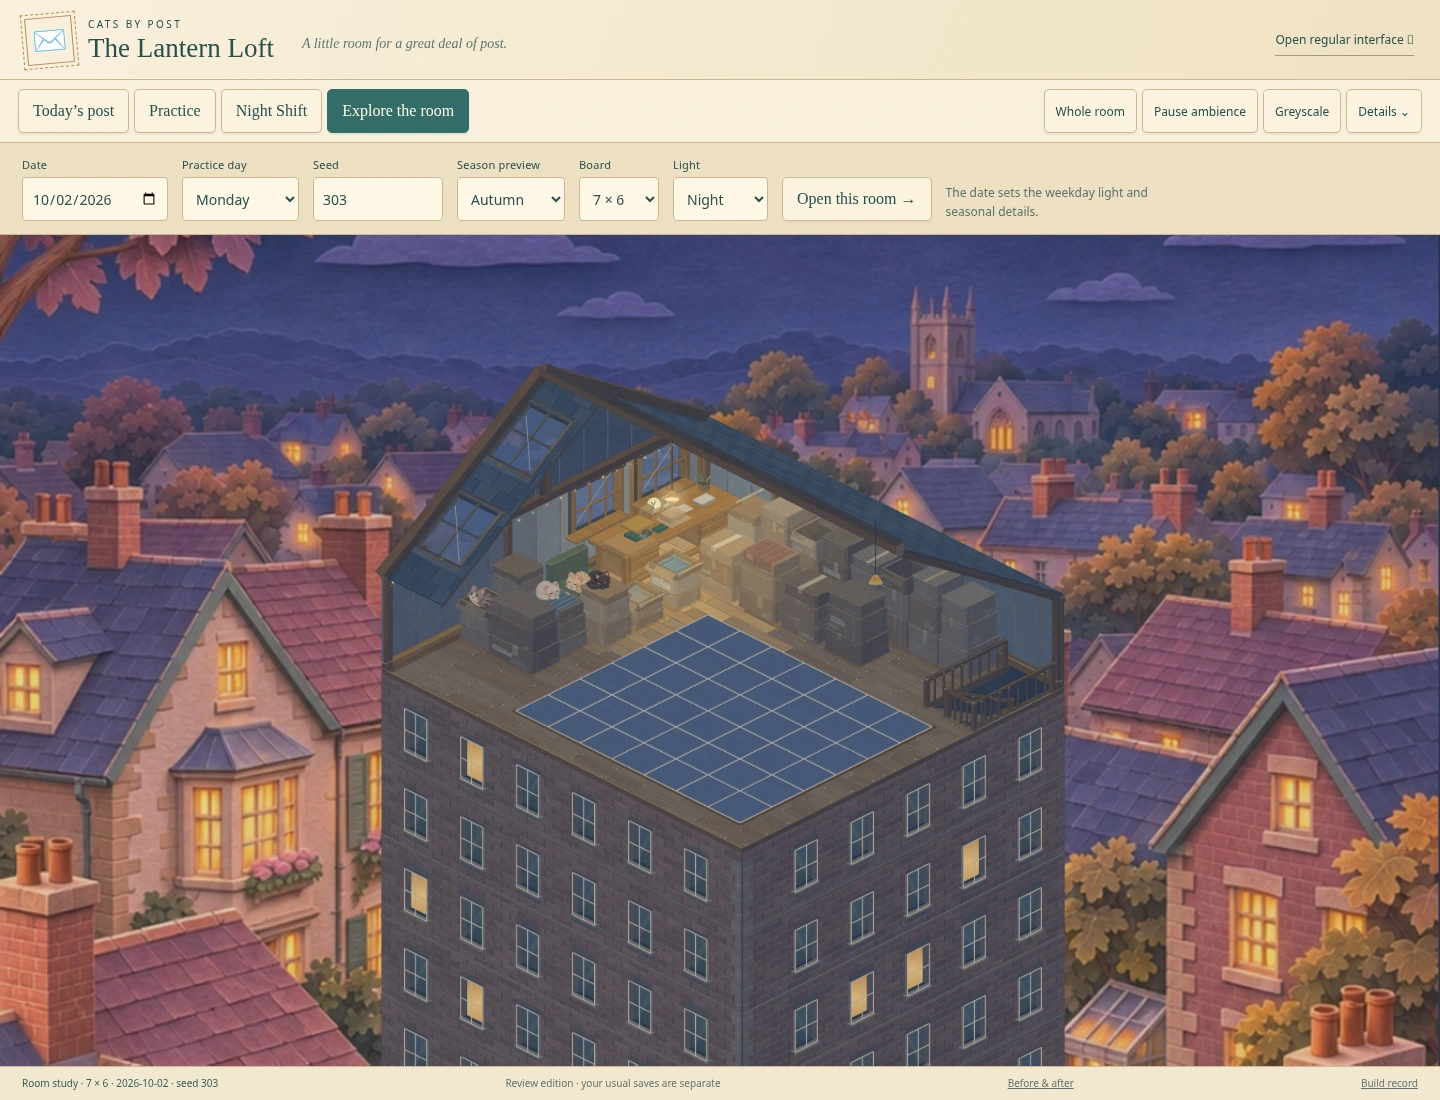 CATS BY POST
The Lantern Loft
A little room for a great deal of post.
Open regular interface
Today’s post
Practice
Night Shift
Explore the room
Whole room
Pause ambience
Greyscale
Details ⌄
Date
Practice day
Seed
Season preview
Board
Light
10/02/2026
Monday
303
Autumn
7 × 6
Night
Open this room →
The date sets the weekday light and
seasonal details.
Room study · 7 × 6 · 2026-10-02 · seed 303
Review edition · your usual saves are separate
Before & after
Build record